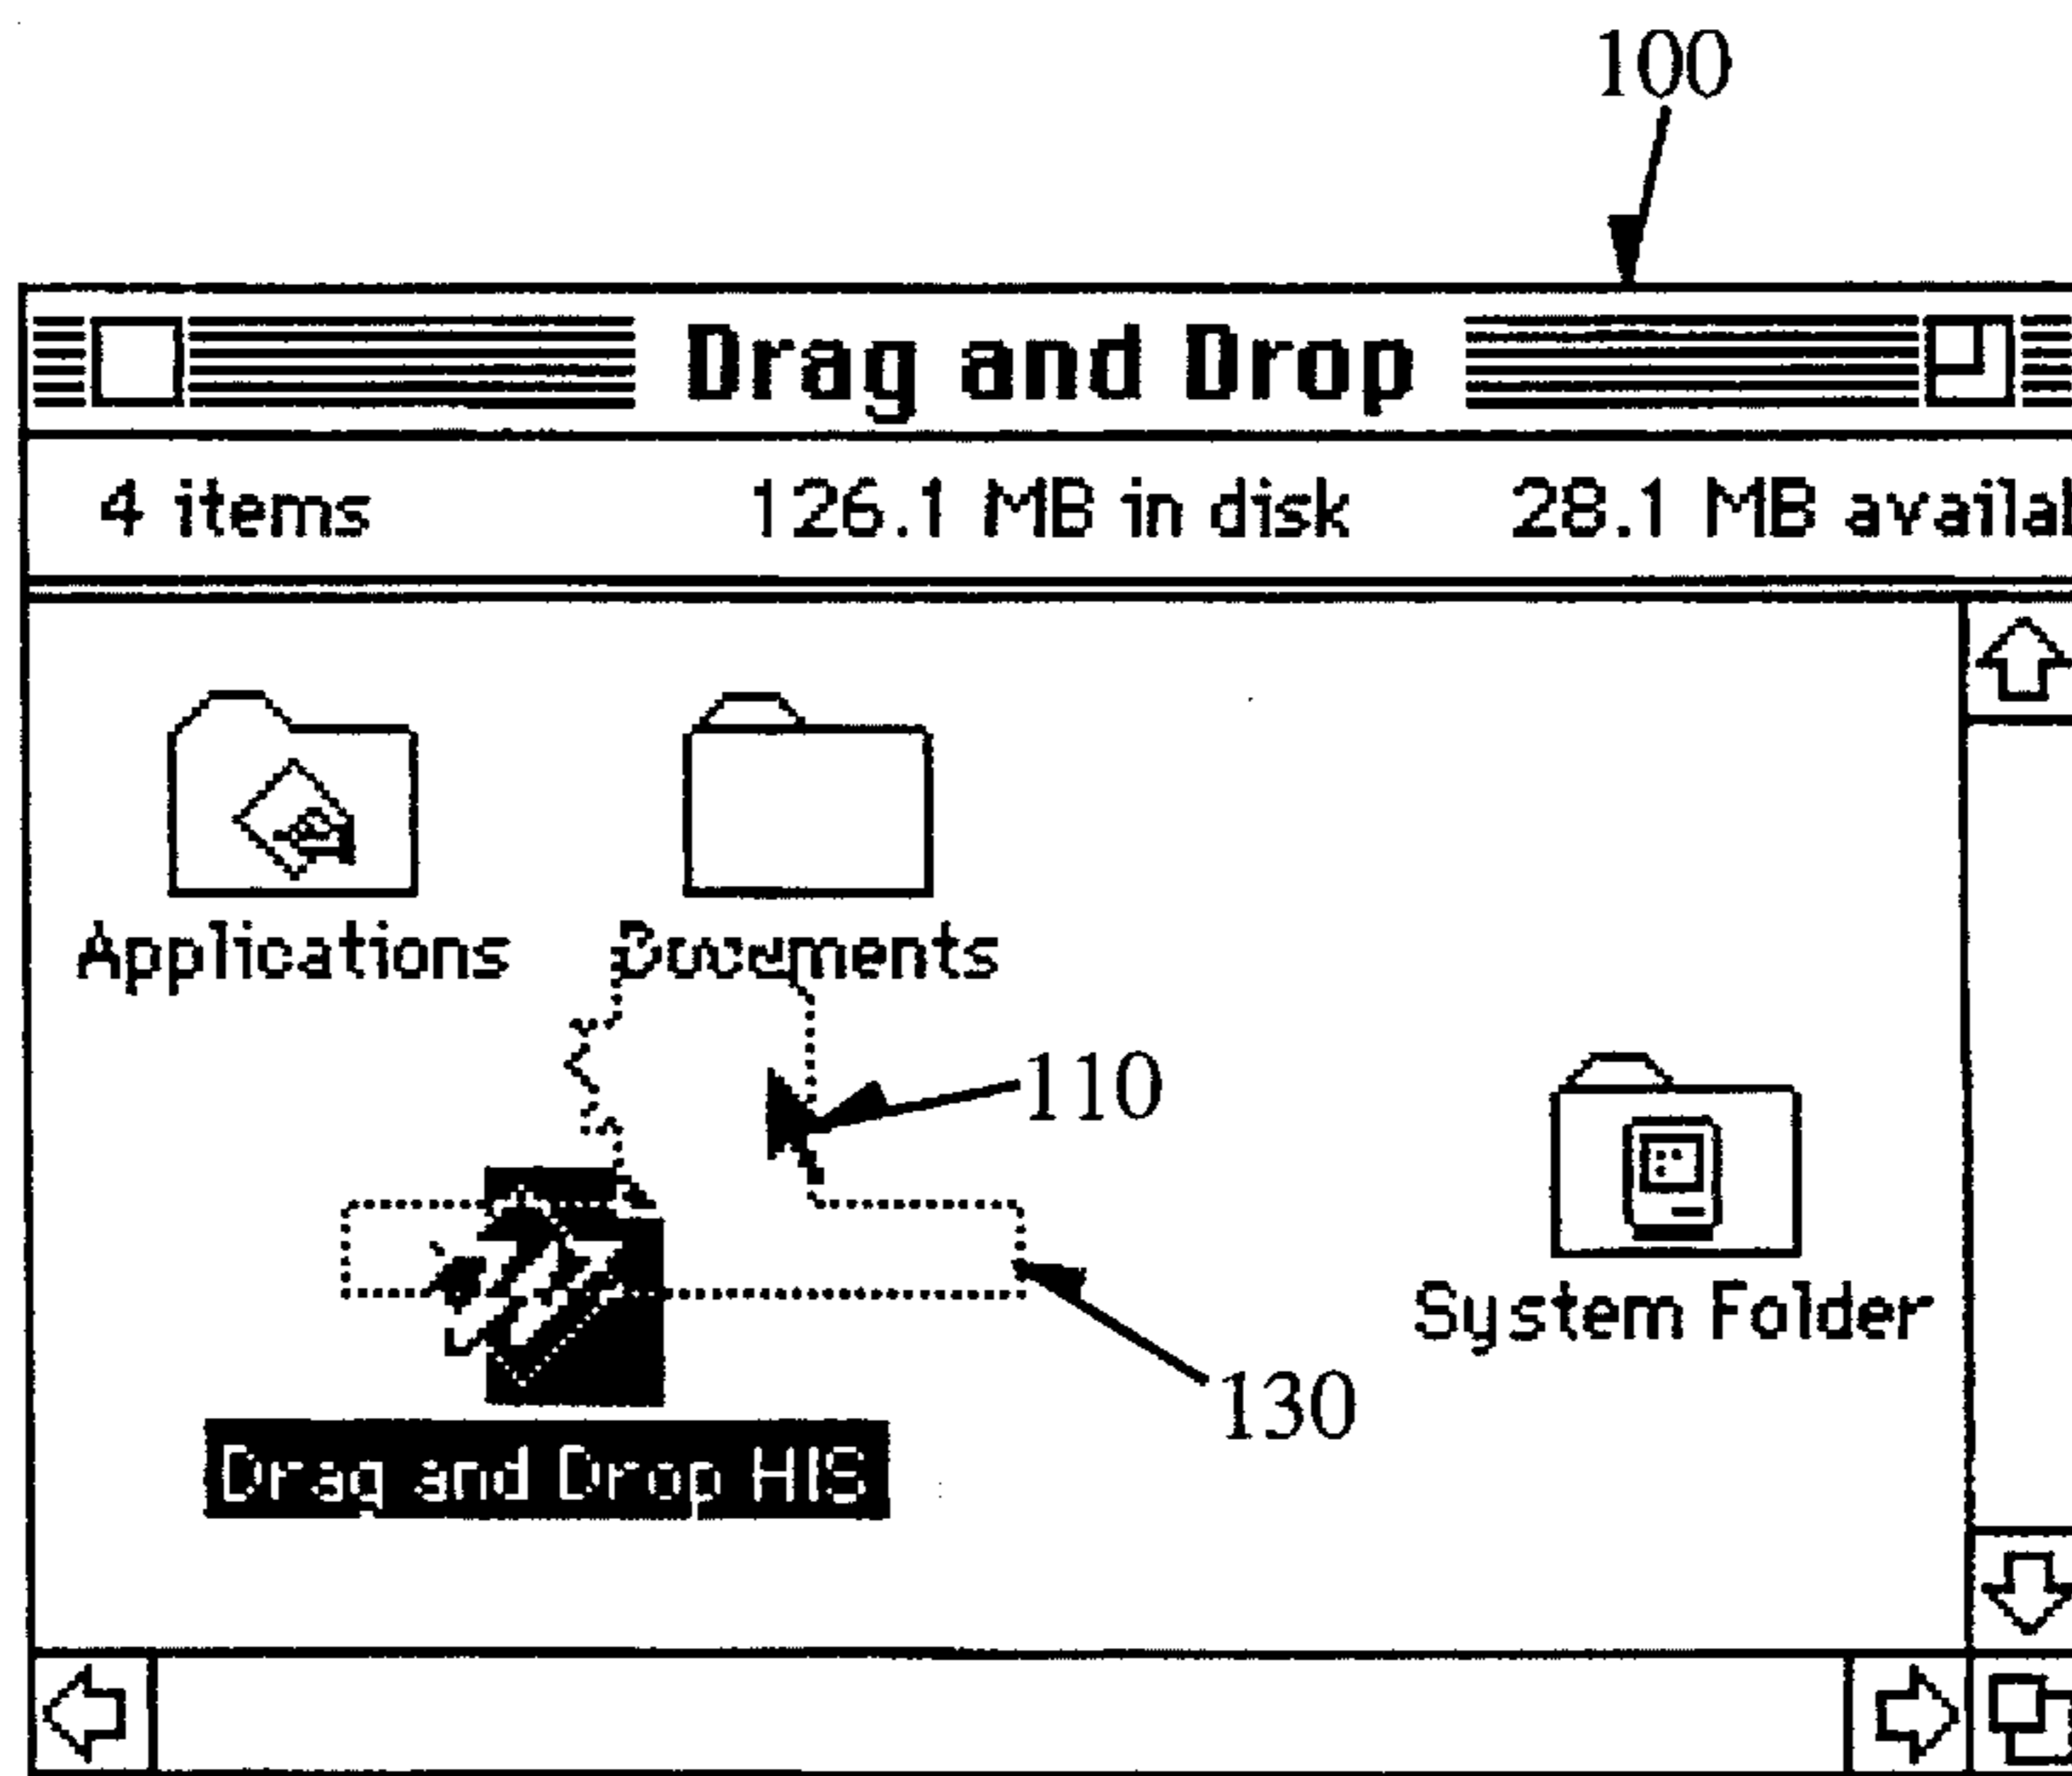 100
Drag and Drop
4 items 126.1 MB in disk 28.1 MB availab
Applications Documents
110
System Folder
130
Drag and Drop HIS